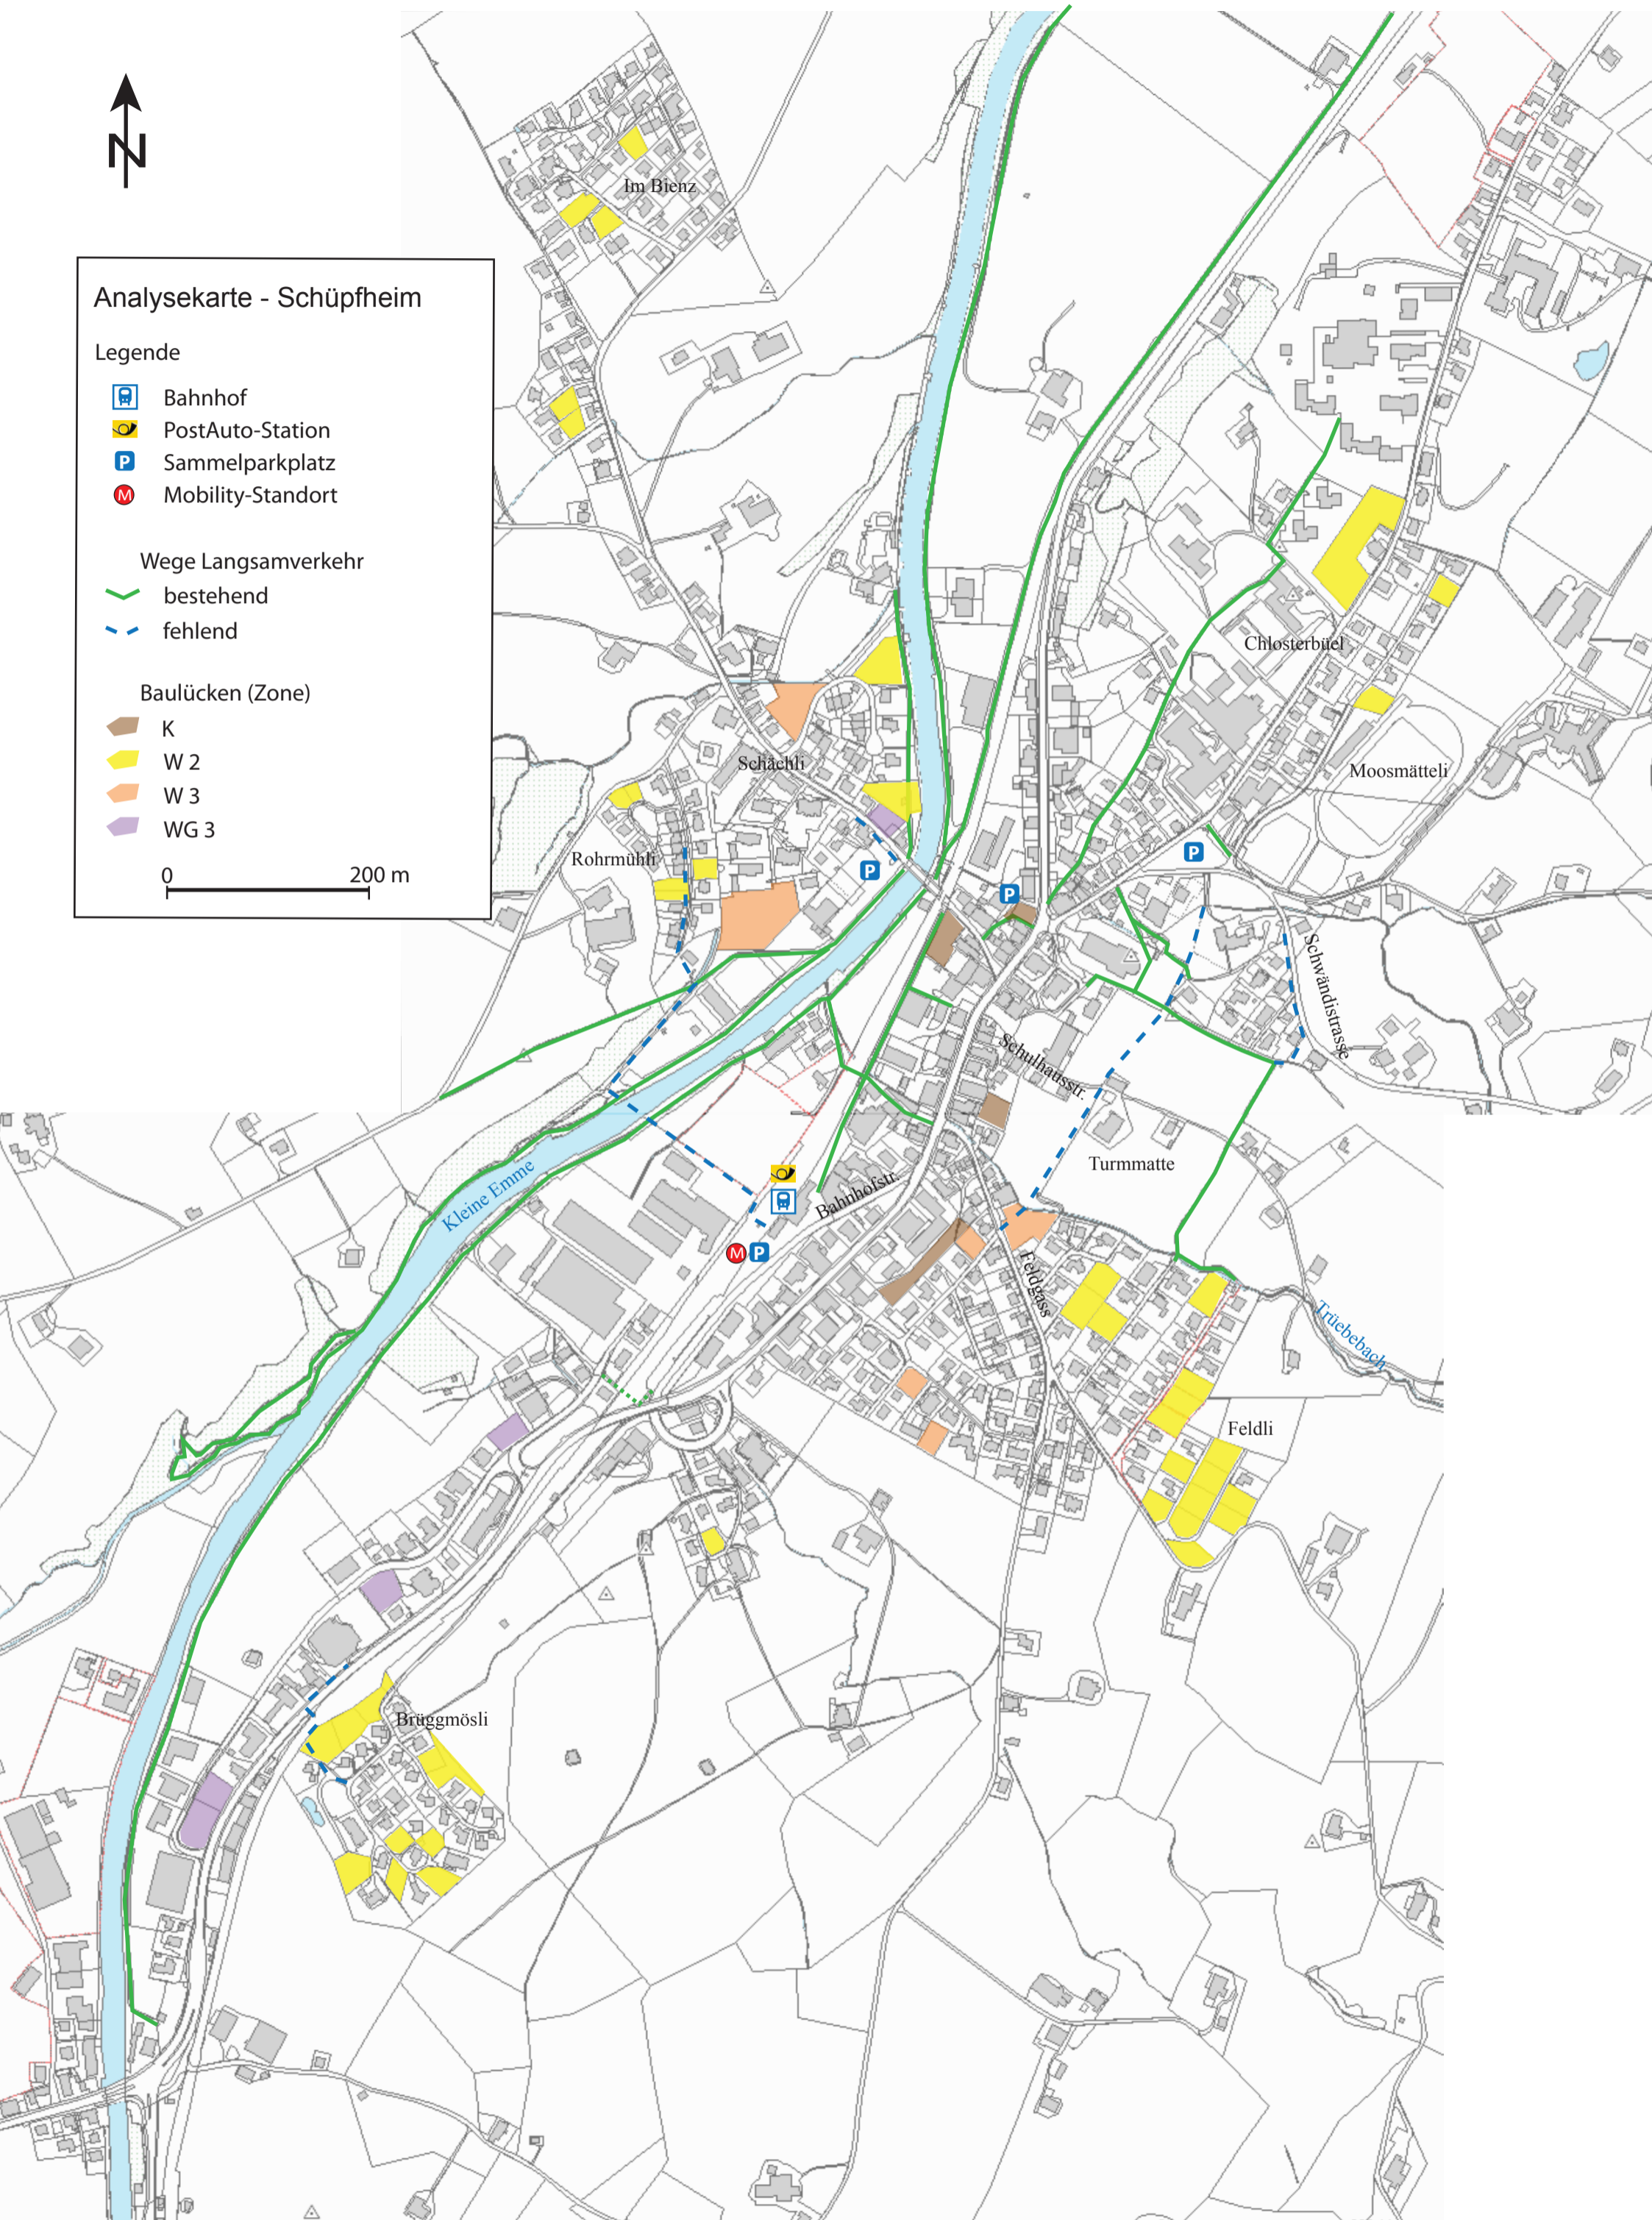 N
Im Bienz
Analysekarte - Schüpfheim
Legende
Bahnhof
PostAuto-Station
P Sammelparkplatz
M Mobility-Standort
Wege Langsamverkehr
bestehend
fehlend
Baulücken (Zone)
K
W 2
W 3
WG 3
0 200 m
Chlosterbüel
Schächli
Moosmätteli
Rohrmühli
P
P
P
Schwändistrasse
Schulhausstr.
Turmmatte
Kleine Emme
Bahnhofstr.
M P
Feldgass
Trüebebach
Feldli
Brüggmösli